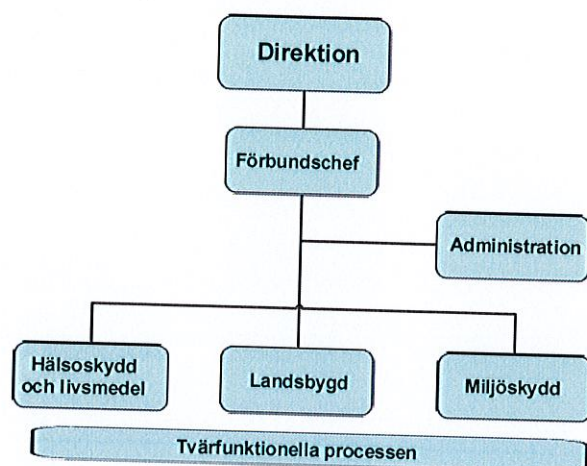 Direktion
Förbundschef
Administration
Hälsoskydd
och livsmedel
Landsbygd
Miljöskydd
Tvärfunktionella processen